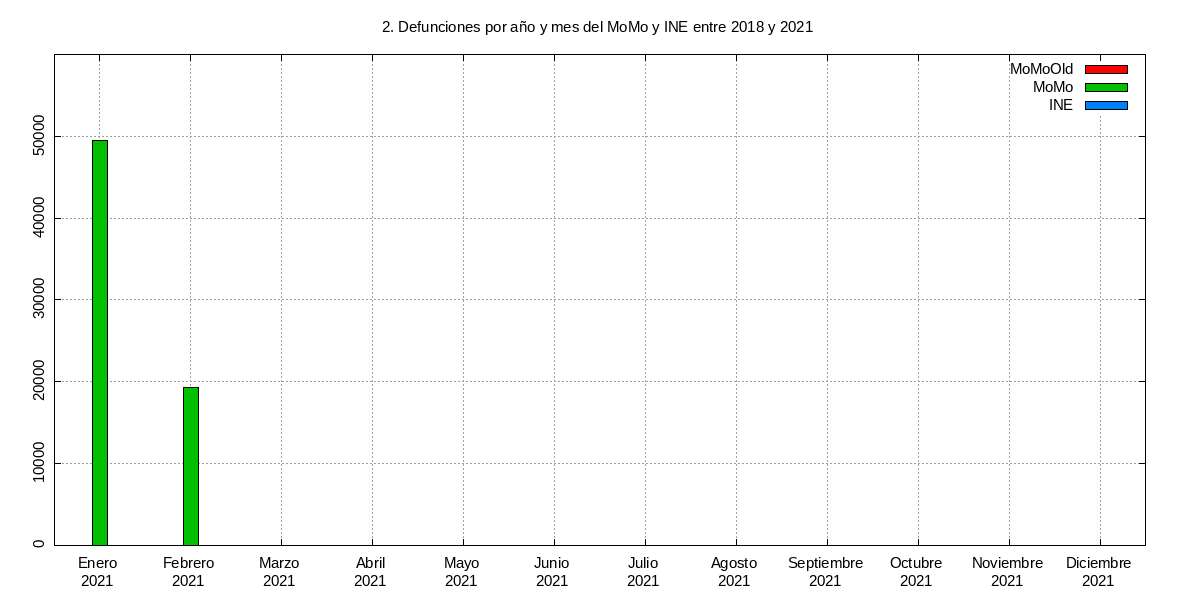 2. Defunciones por año y mes del MoMo y INE entre 2018 y 2021
MoMoOld
MoMo
INE
50000
40000
30000
20000
10000
0
Enero Febrero Marzo Abril Mayo Junio Julio Agosto Septiembre Octubre Noviembre Diciembre
2021 2021 2021 2021 2021 2021 2021 2021 2021 2021 2021 2021